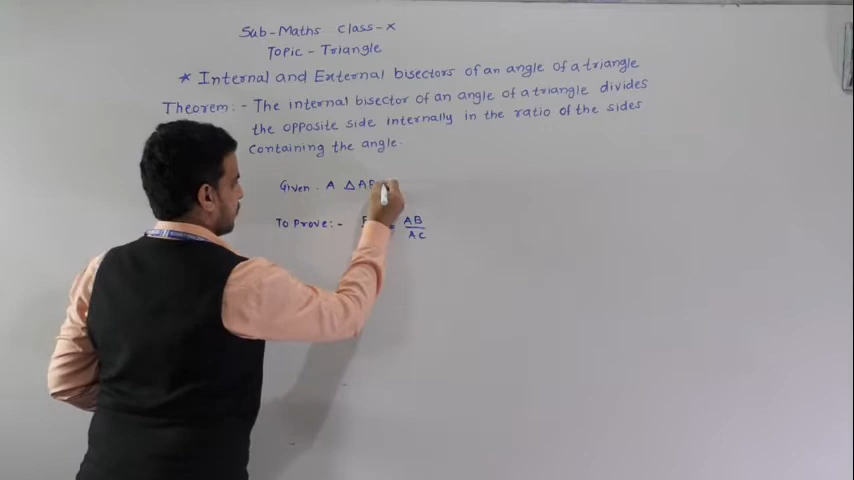 Sub-Maths Class-X
Topic - Triangle
* Internal and External bisectors of an angle of a triangle
Theorem:- The internal bisector of an angle of a triangle divides
the opposite side internally in the ratio of the sides
containing the angle.
Given. A △AB
To Prove:- = AB
AC